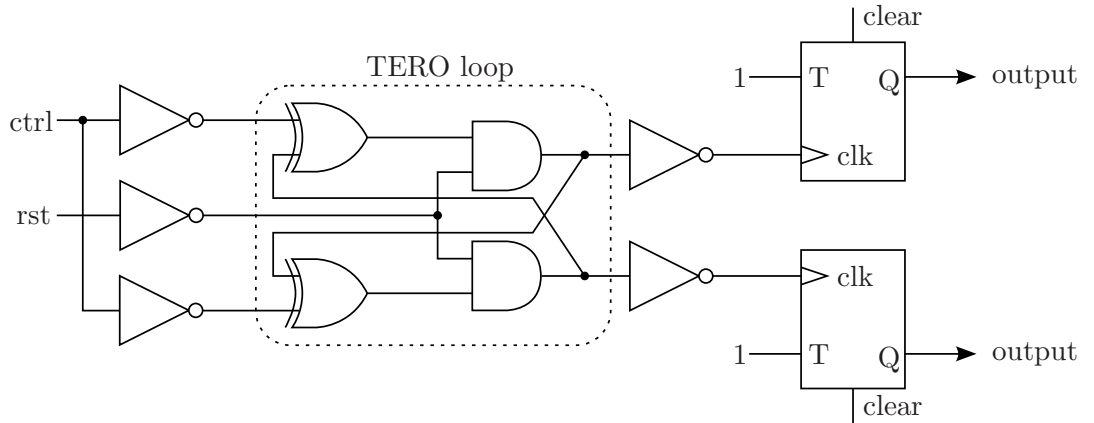 clear
TERO loop
1
T
Q
output
ctrl
clk
rst
clk
1
T
Q
output
clear